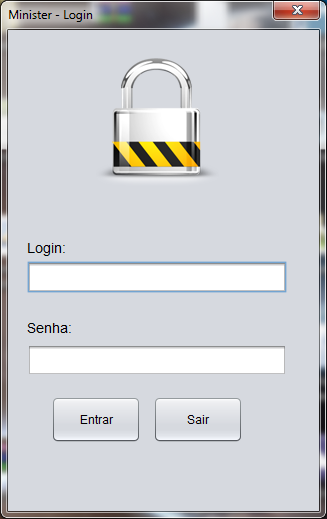 Minister - Login
Login:
Senha:
Entrar Sair